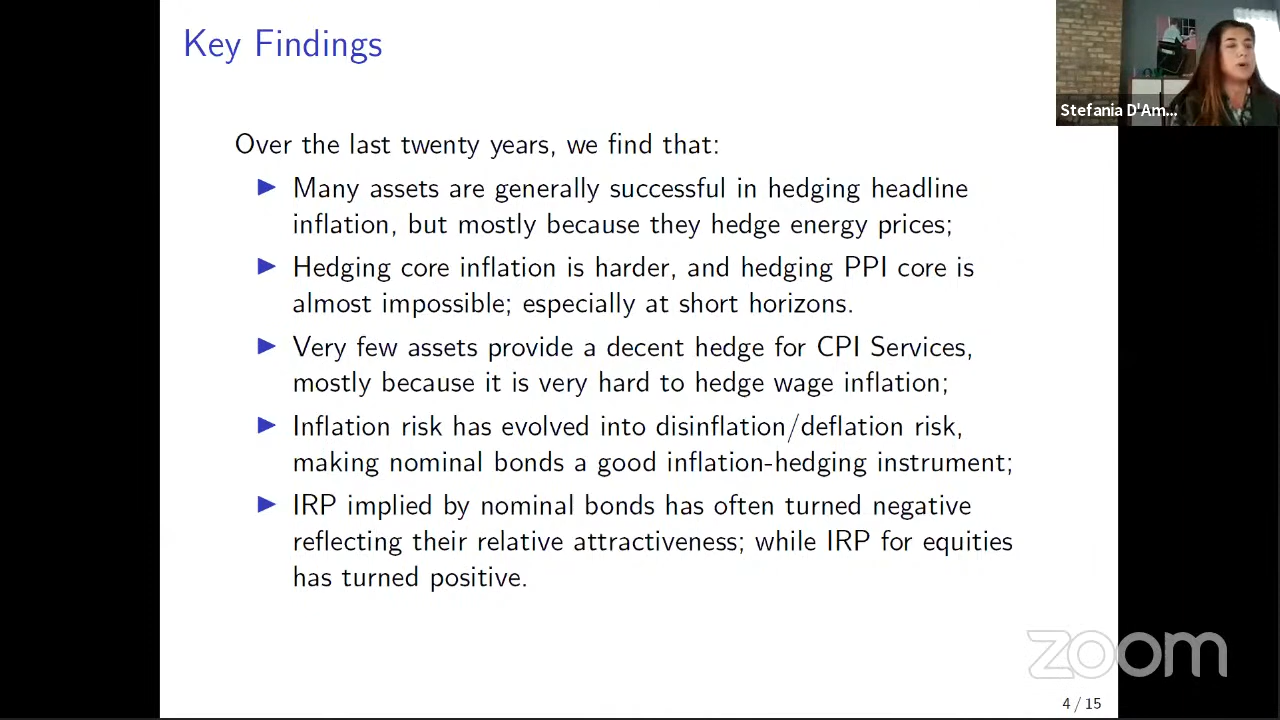 Key Findings
Stefania D'Am...
Over the last twenty years, we find that:
▶ Many assets are generally successful in hedging headline
inflation, but mostly because they hedge energy prices;
▶ Hedging core inflation is harder, and hedging PPI core is
almost impossible; especially at short horizons.
▶ Very few assets provide a decent hedge for CPI Services,
mostly because it is very hard to hedge wage inflation;
▶ Inflation risk has evolved into disinflation/deflation risk,
making nominal bonds a good inflation-hedging instrument;
▶ IRP implied by nominal bonds has often turned negative
reflecting their relative attractiveness; while IRP for equities
has turned positive.
zoom
4 / 15